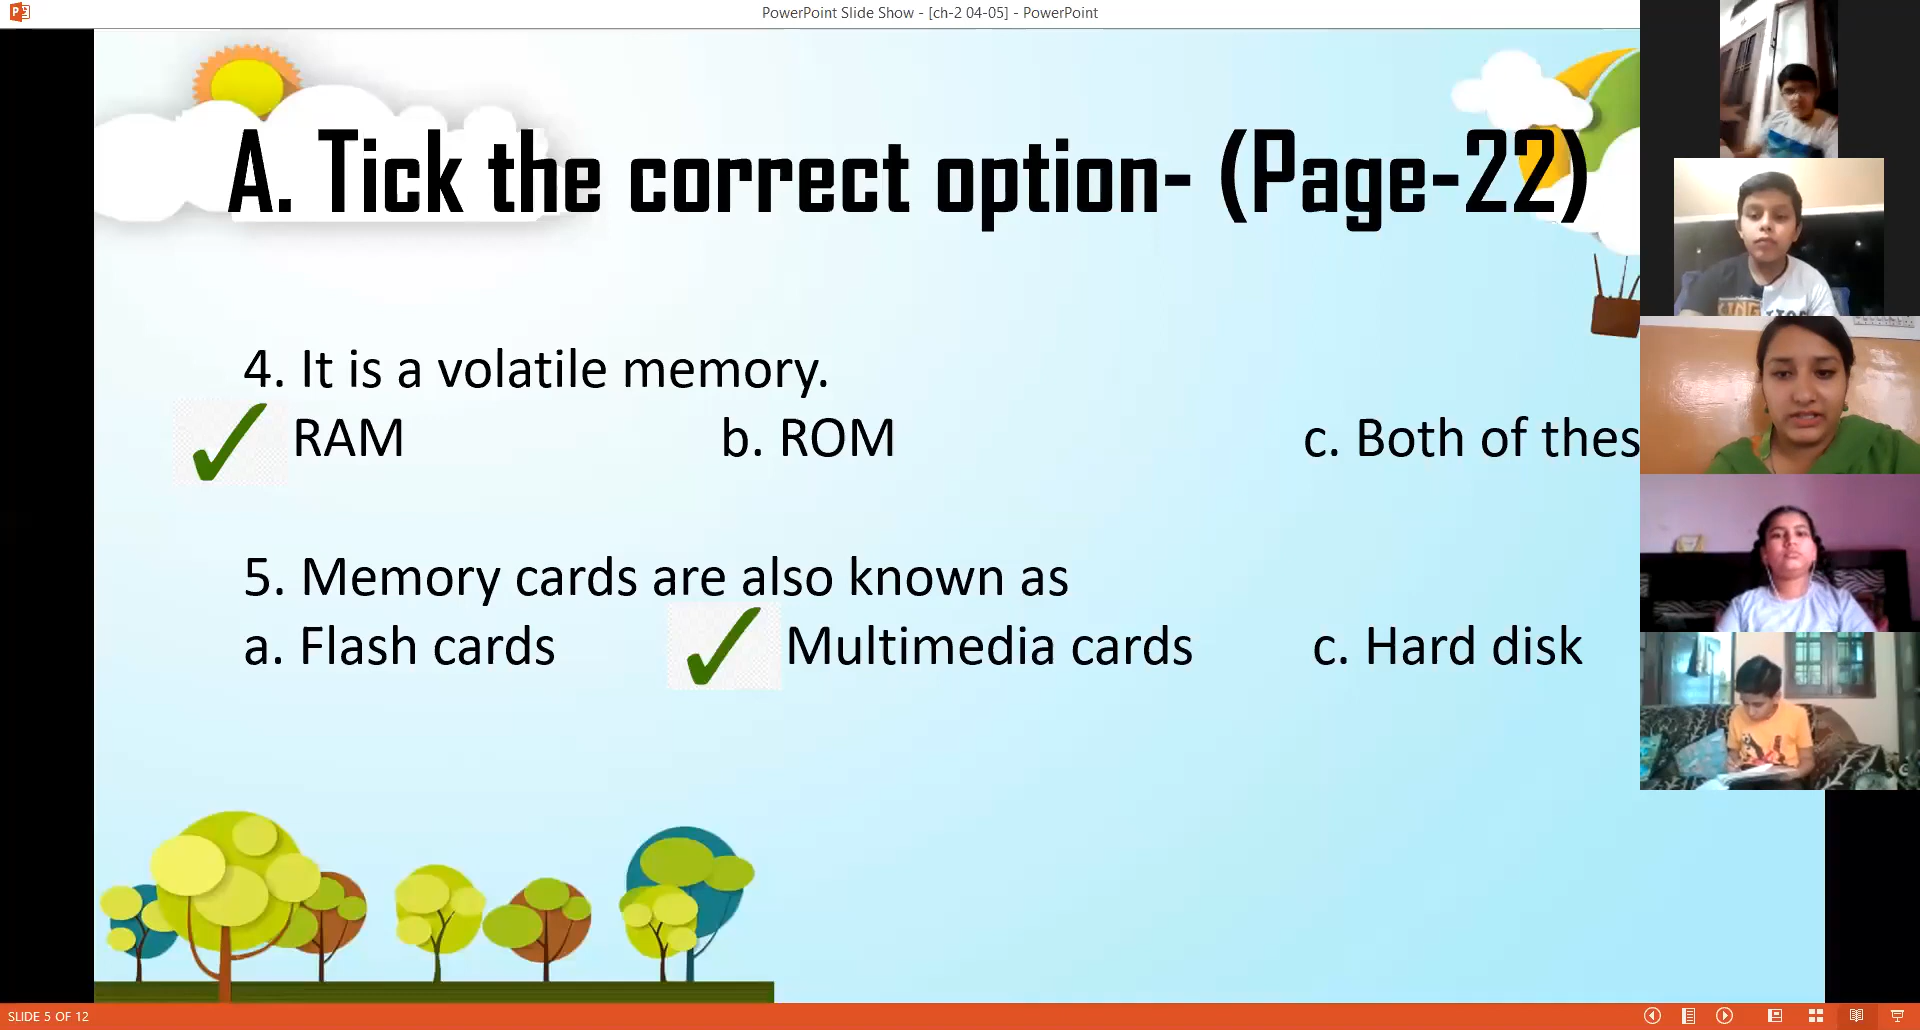 PowerPoint Slide Show - [ch-2 04-05] - PowerPoint
A. Tick the correct option- (Page-22)
4. It is a volatile memory.
RAM b. ROM c. Both of thes
5. Memory cards are also known as
a. Flash cards Multimedia cards c. Hard disk
SLIDE 5 OF 12